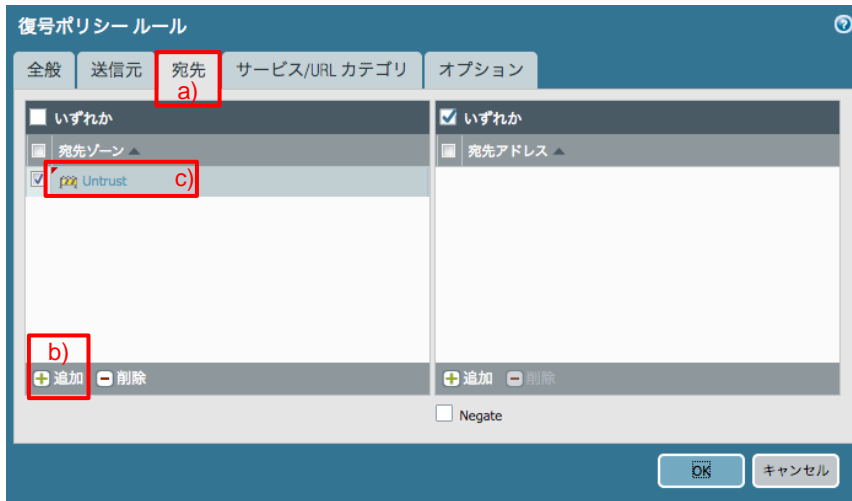 復号ポリシー ルール
全般 送信元 宛先 サービス/URL カテゴリ オプション
a)
いずれか
宛先ゾーン
Untrust c)
b)
追加 削除
いずれか
宛先アドレス
追加 削除
Negate
OK キャンセル